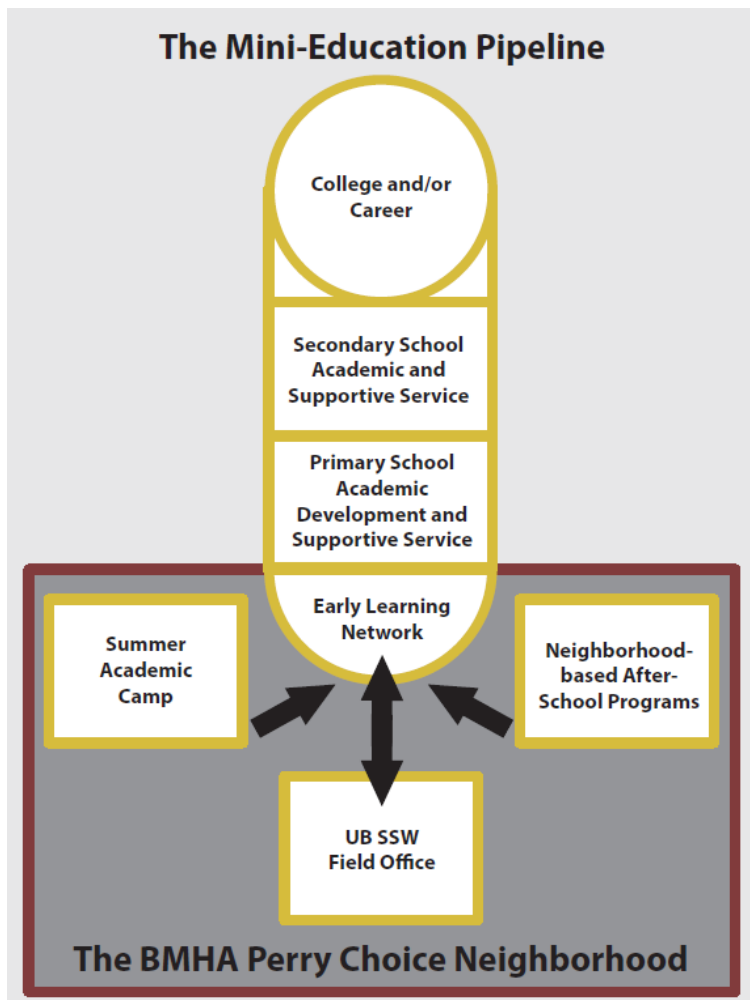 The Mini-Education Pipeline
College and/or
Career
Secondary School
Academic and
Supportive Service
Primary School
Academic
Development and
Supportive Service
Early Learning
Network
Summer
Academic
Camp
Neighborhood-
based After-
School Programs
UB SSW
Field Office
The BMHA Perry Choice Neighborhood